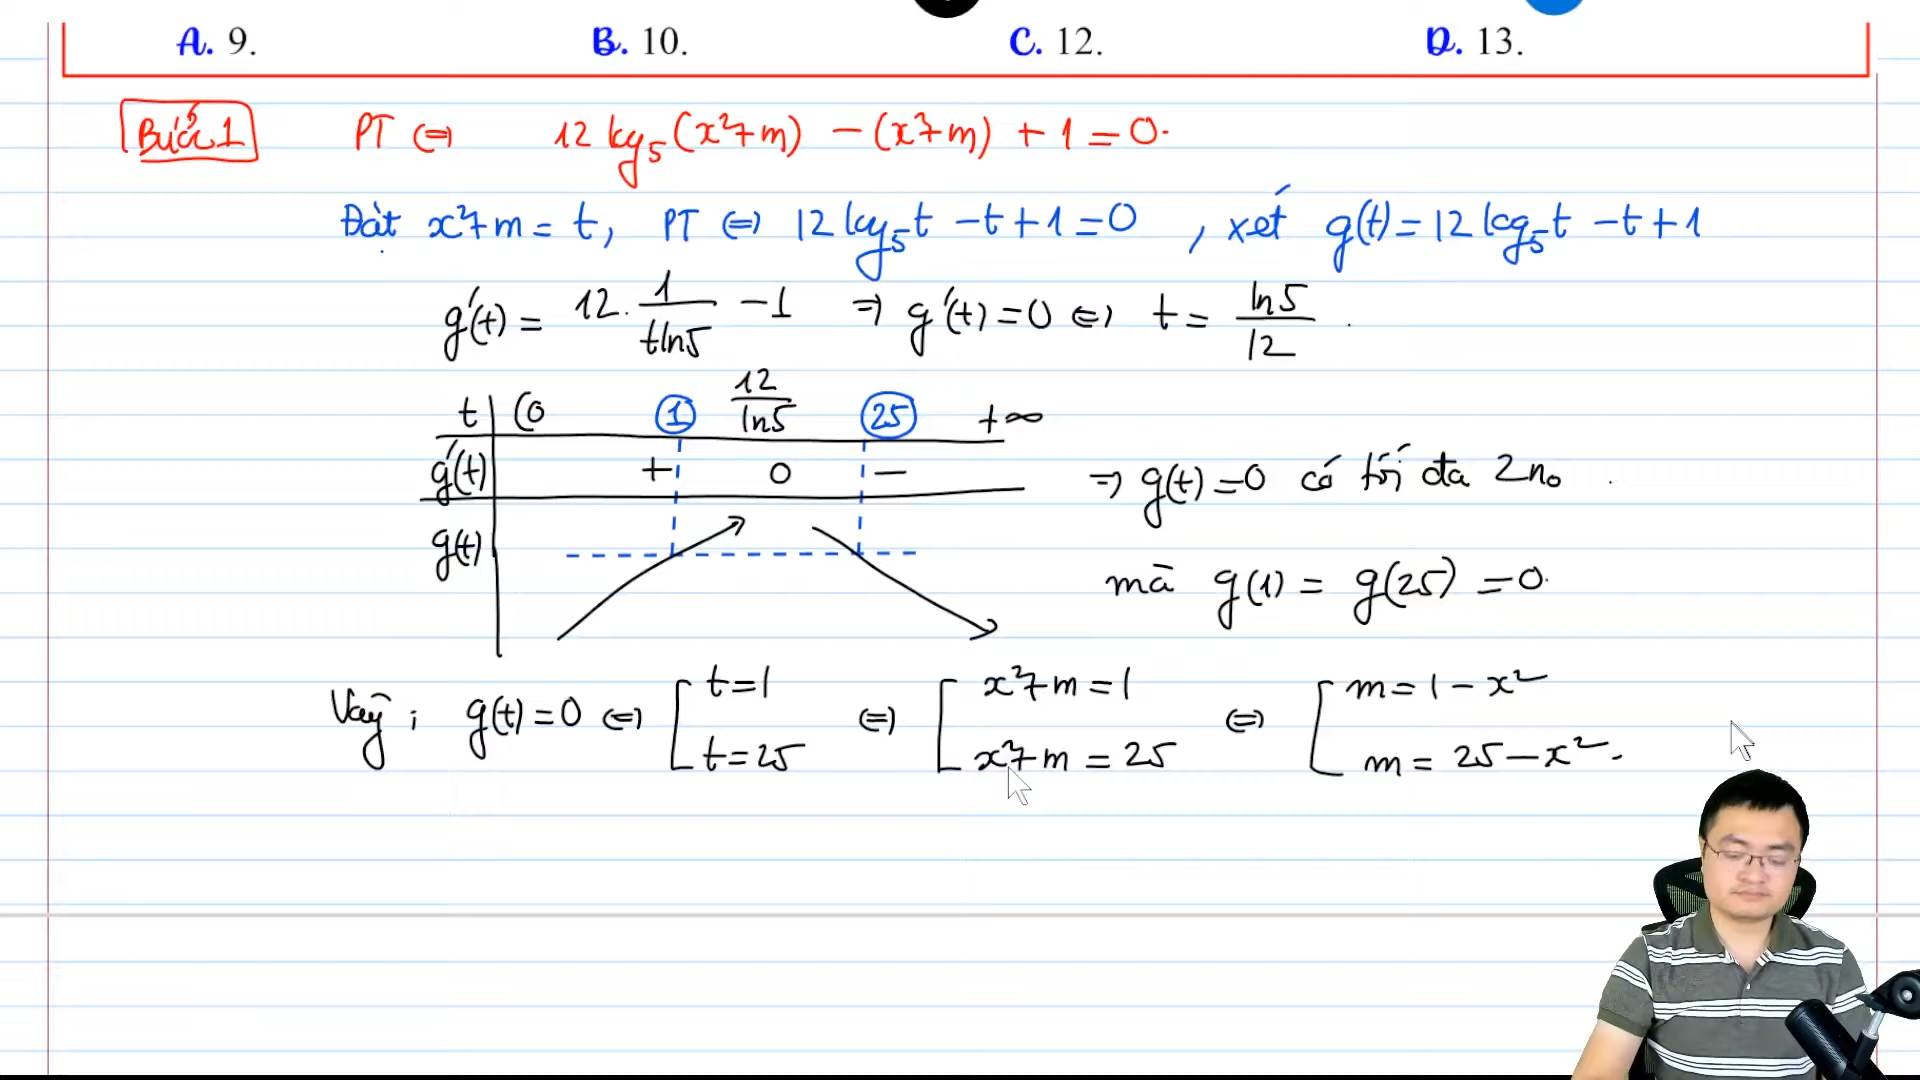 A. 9. B. 10. C. 12. D. 13.
Bước 1 PT ⇔ 12 log₅(x²+m) − (x²+m) + 1 = 0.
Đặt x²+m = t, PT ⇔ 12 log₅t − t + 1 = 0 , xét g(t) = 12 log₅t − t + 1
g'(t) = 12. 1/(t ln5) − 1 ⇒ g'(t) = 0 ⇔ t = ln5/12 .
t (0 1 12/ln5 25 +∞
g'(t) + 0 −
⇒ g(t) = 0 có tối đa 2 no .
g(t)
mà g(1) = g(25) = 0.
Vậy ; g(t) = 0 ⇔ [ t = 1 ⇔ [ x²+m = 1 ⇔ [ m = 1 − x²
t = 25 x²+m = 25 m = 25 − x².